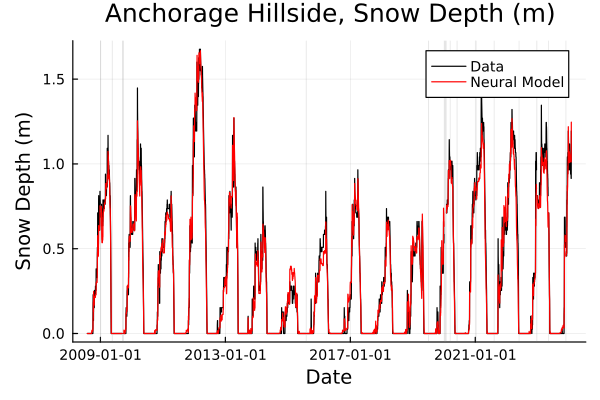 Anchorage Hillside, Snow Depth (m)
Data
Neural Model
Snow Depth (m)
1.5
1.0
0.5
0.0
2009-01-01
2013-01-01
2017-01-01
2021-01-01
Date